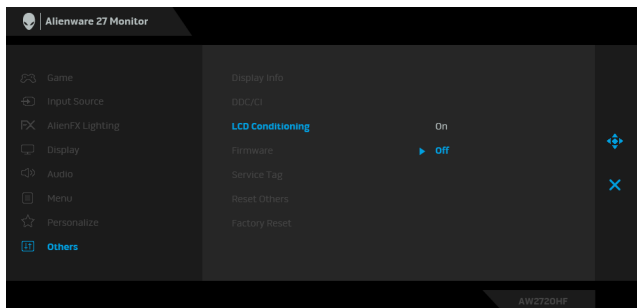 Alienware 27 Monitor
Game
Input Source
AlienFX Lighting
Display
Audio
Menu
Personalize
Others
Display Info
DDC/CI
LCD Conditioning
On
Firmware
Off
Service Tag
Reset Others
Factory Reset
AW2720HF